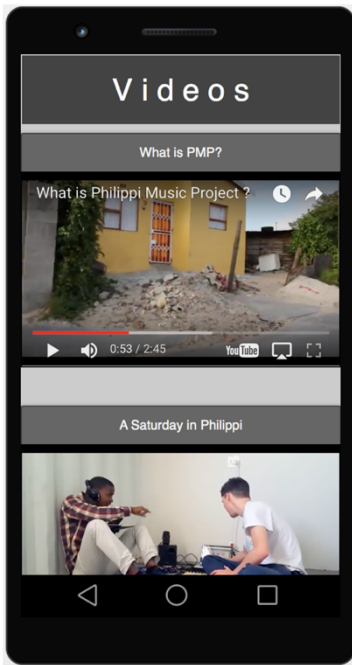 Videos
What is PMP?
What is Philippi Music Project ?
0:53 / 2:45
YouTube
A Saturday in Philippi